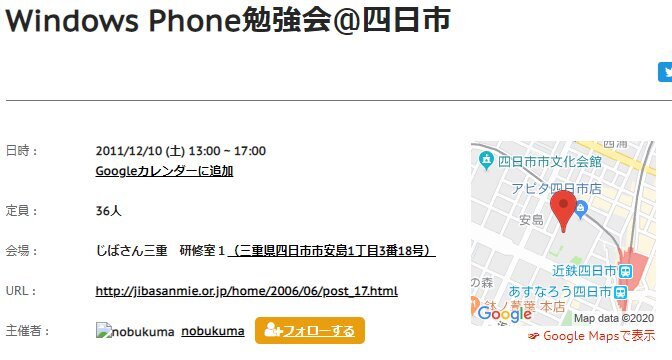 Windows Phone勉強会@四日市
日時：
2011/12/10 (土) 13:00 ~ 17:00
Googleカレンダーに追加
定員：
36人
会場：
じばさん三重　研修室１（三重県四日市市安島1丁目3番18号）
URL：
http://jibasanmie.or.jp/home/2006/06/post_17.html
主催者：
nobukuma
nobukuma
フォローする
西浦
四日市市文化会館
アピタ四日市店
安島
近鉄四日市
あすなろう四日市
の森
本店
Google
Map data ©2020
Google Mapsで表示